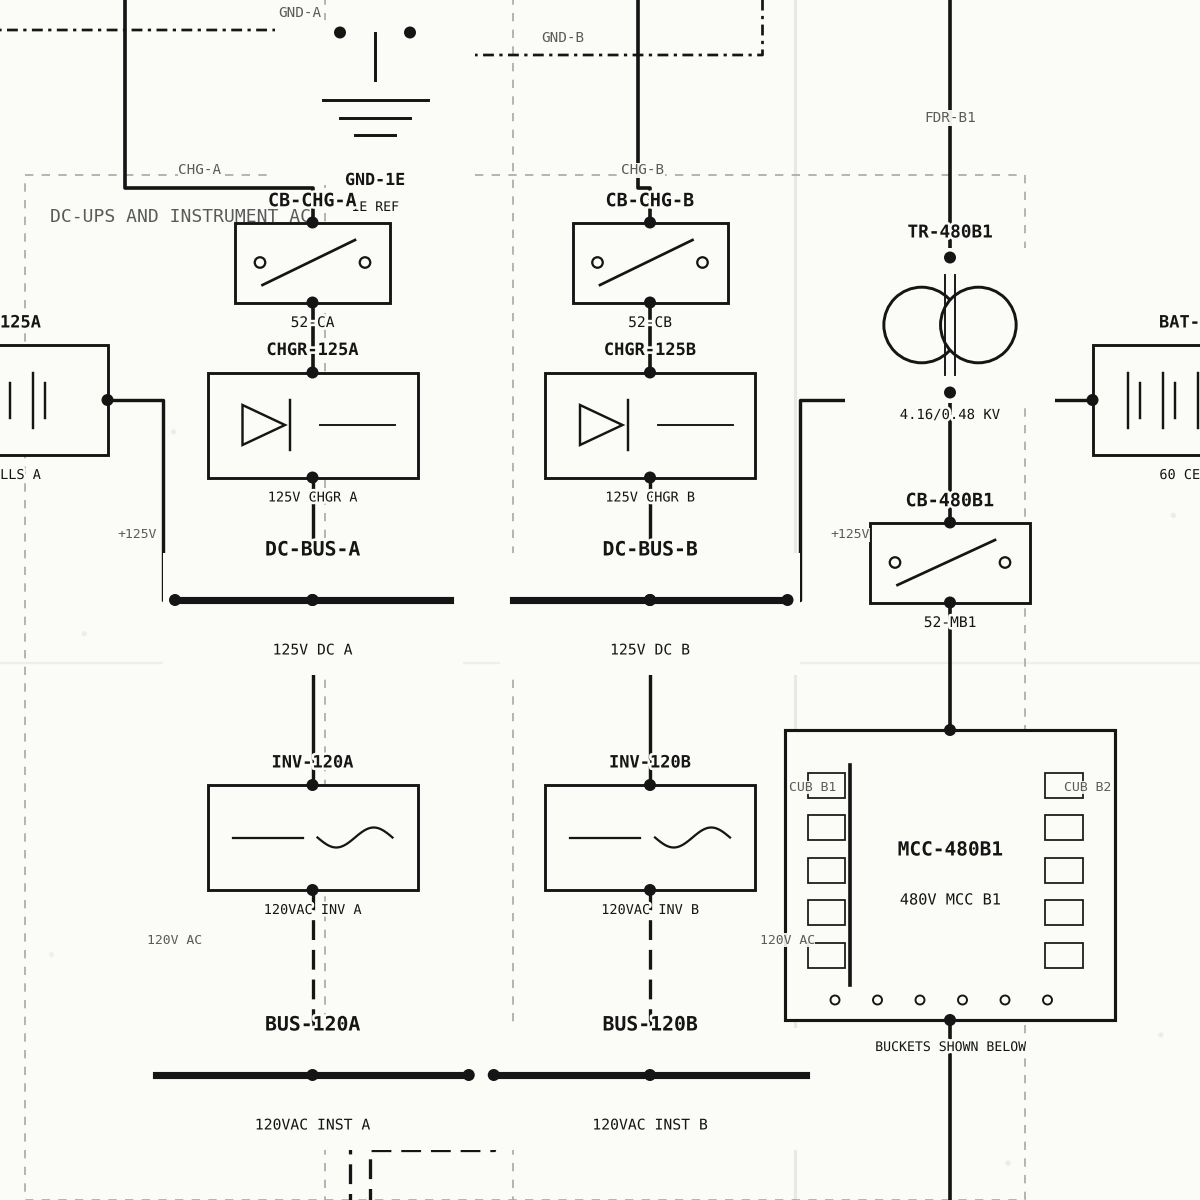 GND-A
GND-B
FDR-B1
CHG-A
CHG-B
GND-1E
CB-CHG-A
1E REF
CB-CHG-B
DC-UPS AND INSTRUMENT AC
TR-480B1
125A
52-CA
52-CB
BAT-
CHGR-125A
CHGR-125B
4.16/0.48 KV
LLS A
60 CE
125V CHGR A
125V CHGR B
CB-480B1
+125V
+125V
DC-BUS-A
DC-BUS-B
52-MB1
125V DC A
125V DC B
INV-120A
INV-120B
CUB B1
CUB B2
MCC-480B1
480V MCC B1
120VAC INV A
120VAC INV B
120V AC
120V AC
BUS-120A
BUS-120B
BUCKETS SHOWN BELOW
120VAC INST A
120VAC INST B